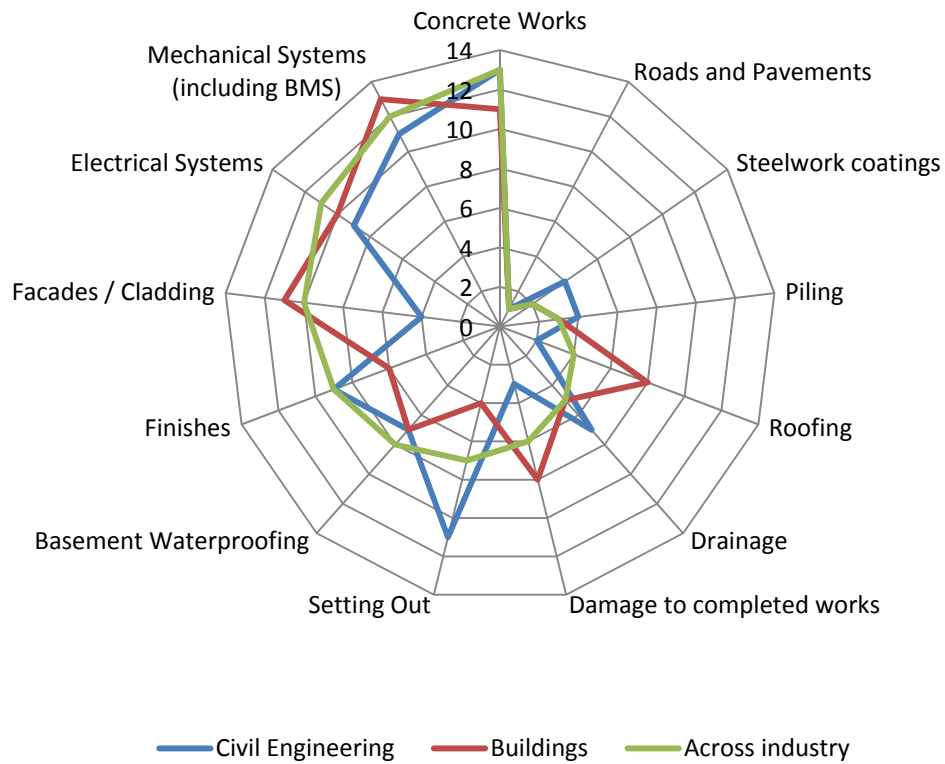 Concrete Works
14
Mechanical Systems
(including BMS)
Roads and Pavements
12
10
Electrical Systems
Steelwork coatings
8
6
4
Facades / Cladding
2
Piling
0
Finishes
Roofing
Basement Waterproofing
Drainage
Setting Out
Damage to completed works
Civil Engineering
Buildings
Across industry